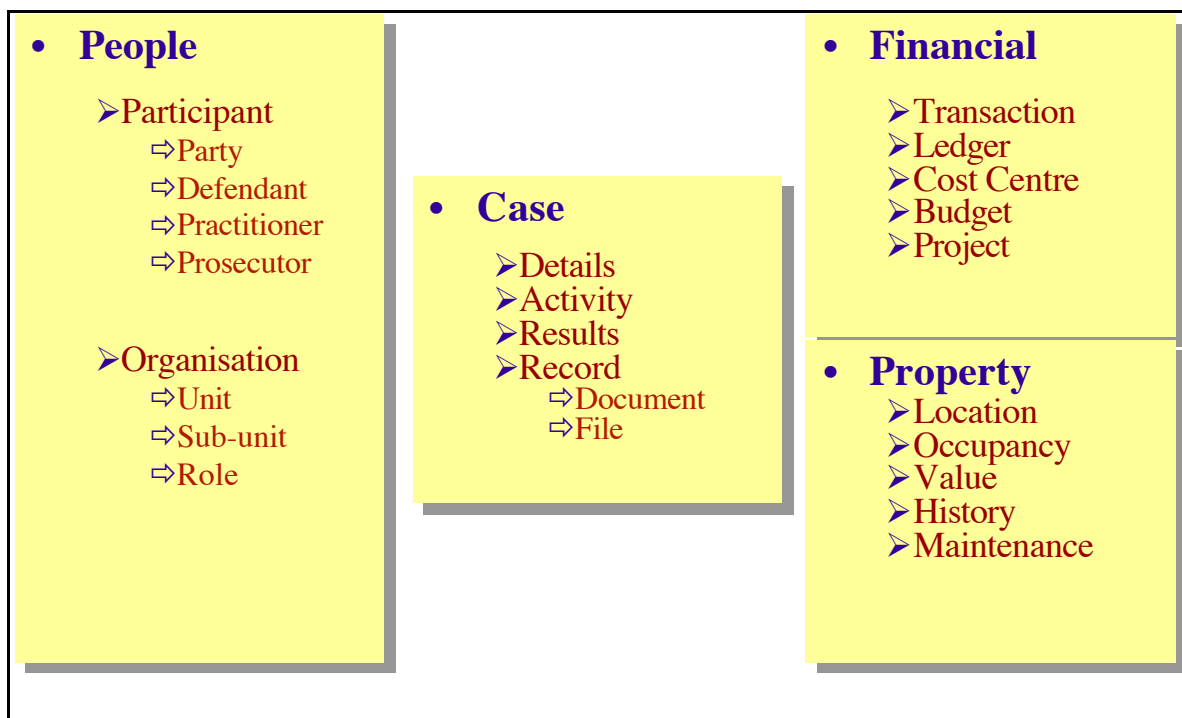 • People
➢Participant
⇨Party
⇨Defendant
⇨Practitioner
⇨Prosecutor
➢Organisation
⇨Unit
⇨Sub-unit
⇨Role
• Case
➢Details
➢Activity
➢Results
➢Record
⇨Document
⇨File
• Financial
➢Transaction
➢Ledger
➢Cost Centre
➢Budget
➢Project
• Property
➢Location
➢Occupancy
➢Value
➢History
➢Maintenance